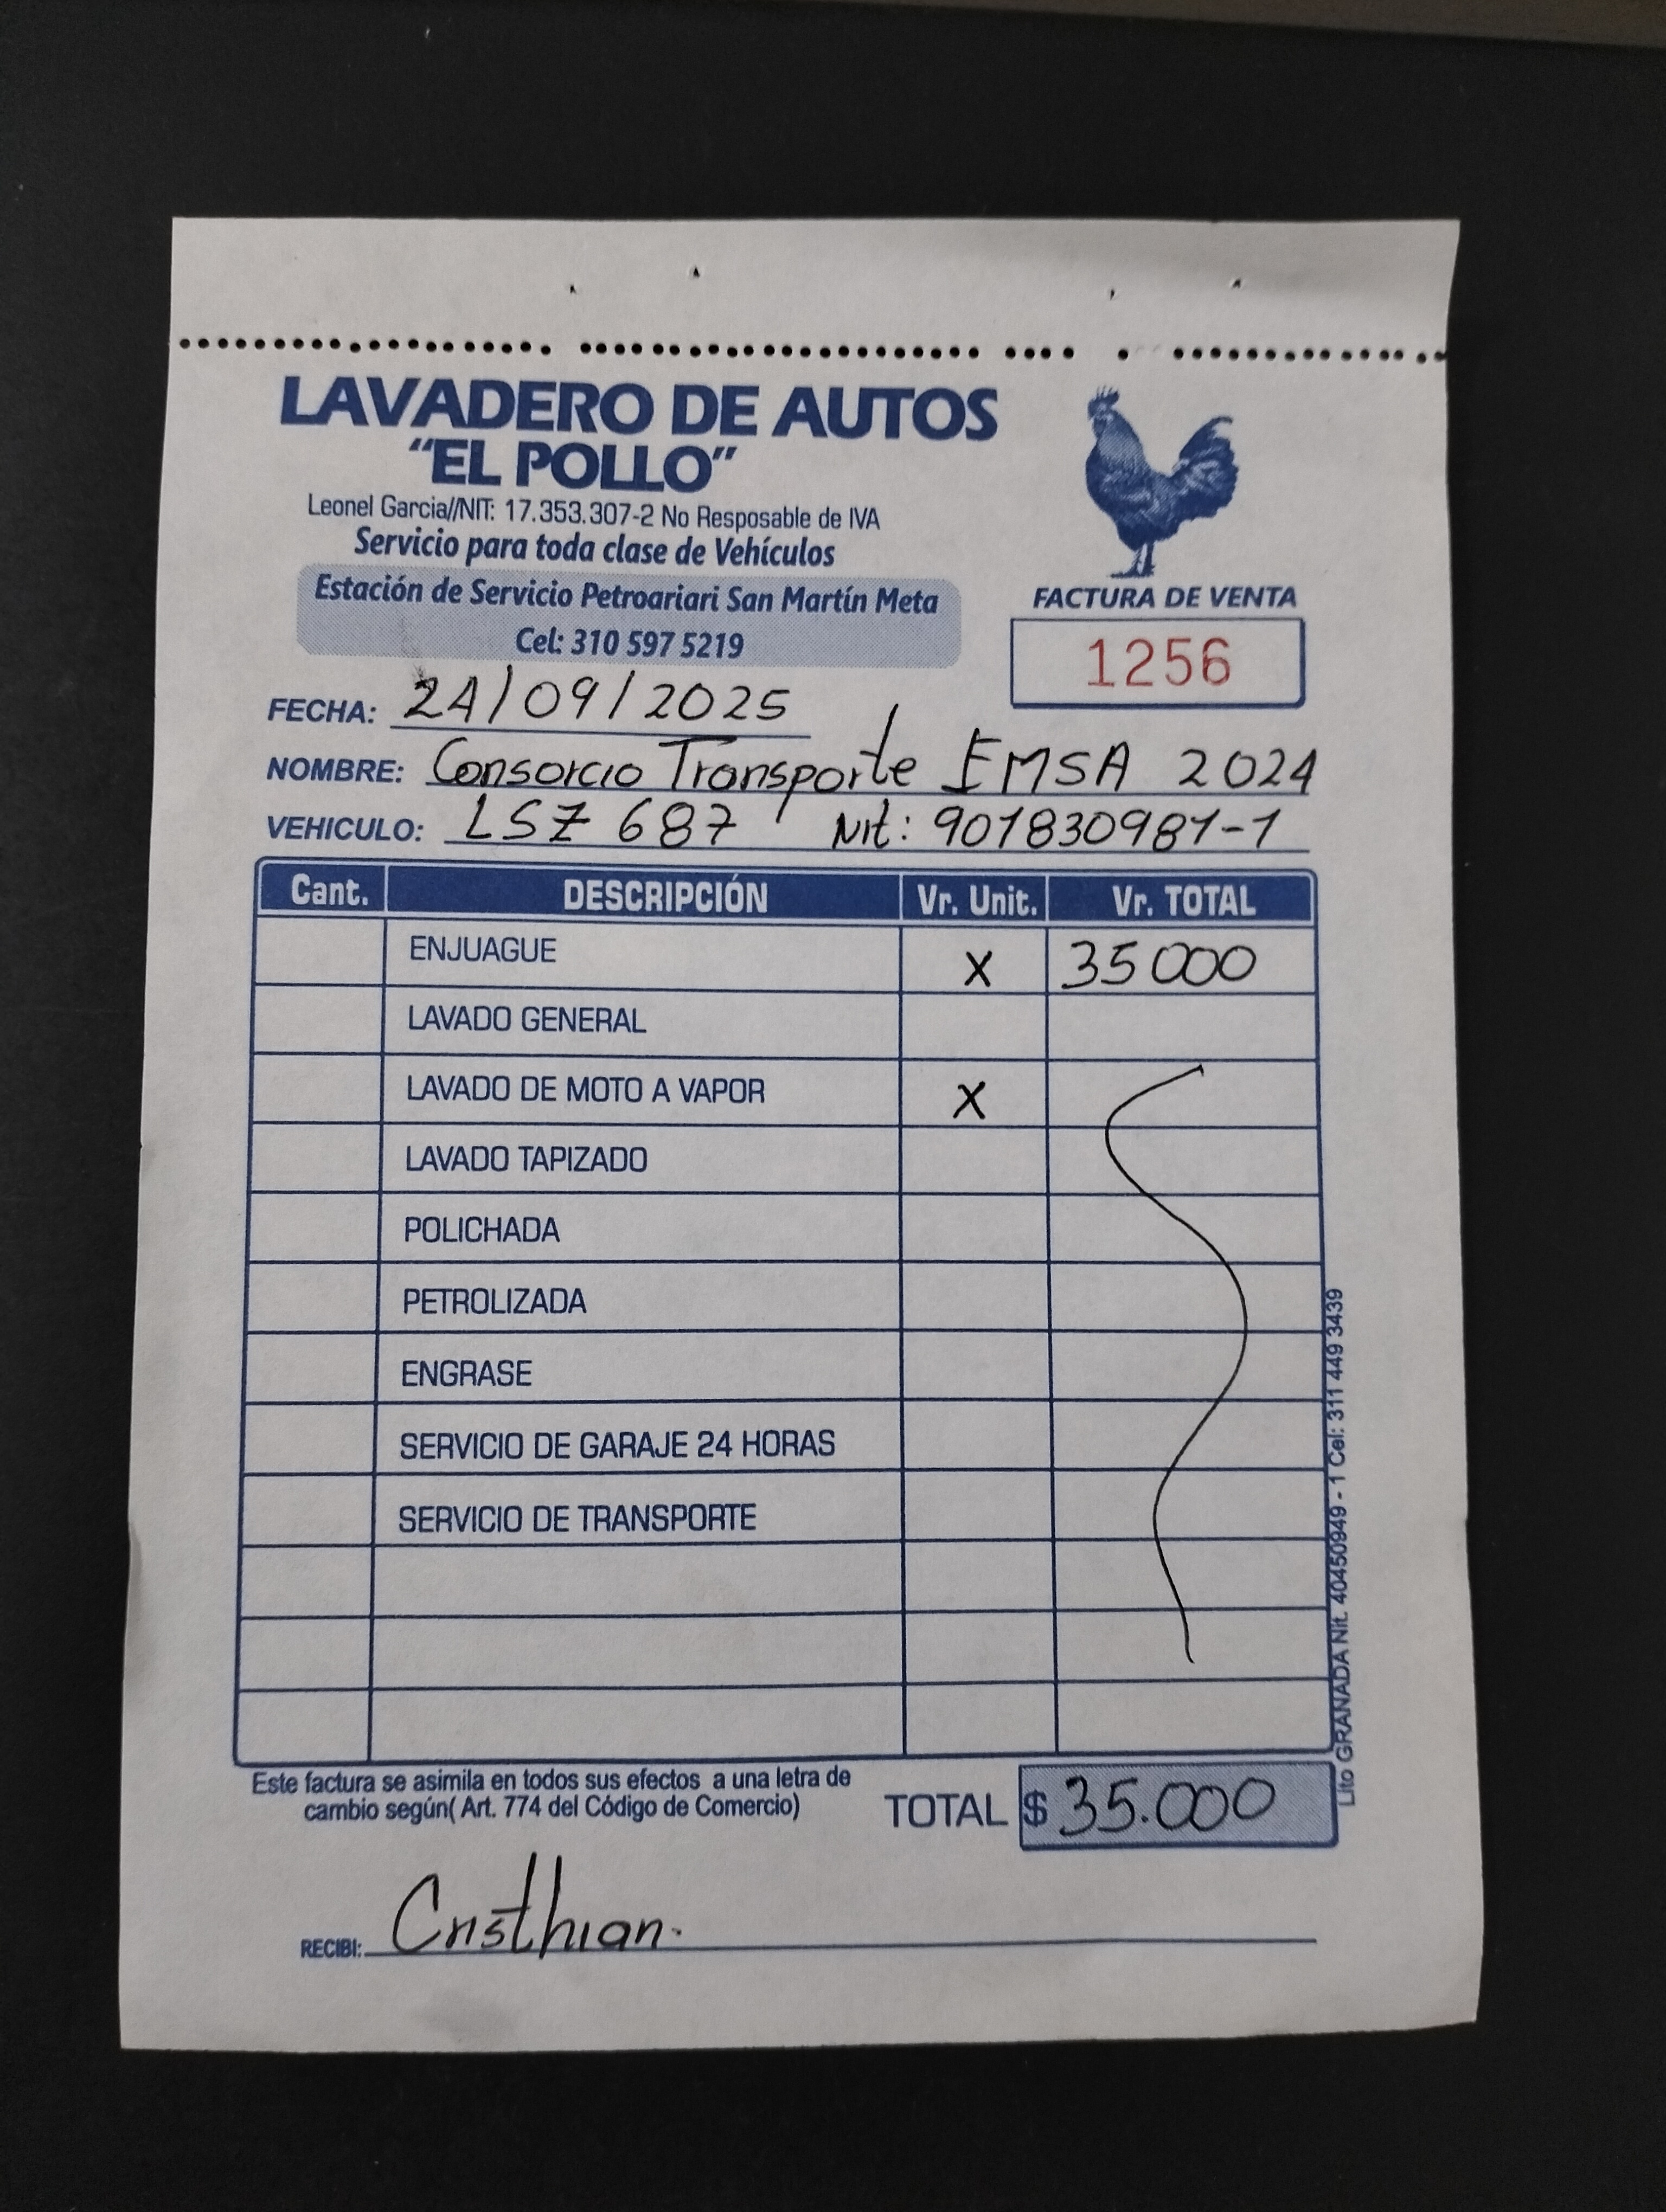 LAVADERO DE AUTOS
"EL POLLO"
Leonel Garcia//NIT: 17.353.307-2 No Resposable de IVA
Servicio para toda clase de Vehículos
Estación de Servicio Petroariari San Martín Meta
Cel: 310 597 5219
FACTURA DE VENTA
1256
FECHA: 24/09/2025
NOMBRE: Consorcio Transporte EMSA 2024
VEHICULO: LSZ 687 Nit: 901830981-1
Cant. DESCRIPCIÓN Vr. Unit. Vr. TOTAL
ENJUAGUE X 35000
LAVADO GENERAL
LAVADO DE MOTO A VAPOR X
LAVADO TAPIZADO
POLICHADA
PETROLIZADA
ENGRASE
SERVICIO DE GARAJE 24 HORAS
SERVICIO DE TRANSPORTE
Este factura se asimila en todos sus efectos a una letra de
cambio según( Art. 774 del Código de Comercio)
TOTAL $ 35.000
RECIBI: Cristhian.
Lito GRANADA Nit. 40450949 - 1 Cel: 311 449 3439